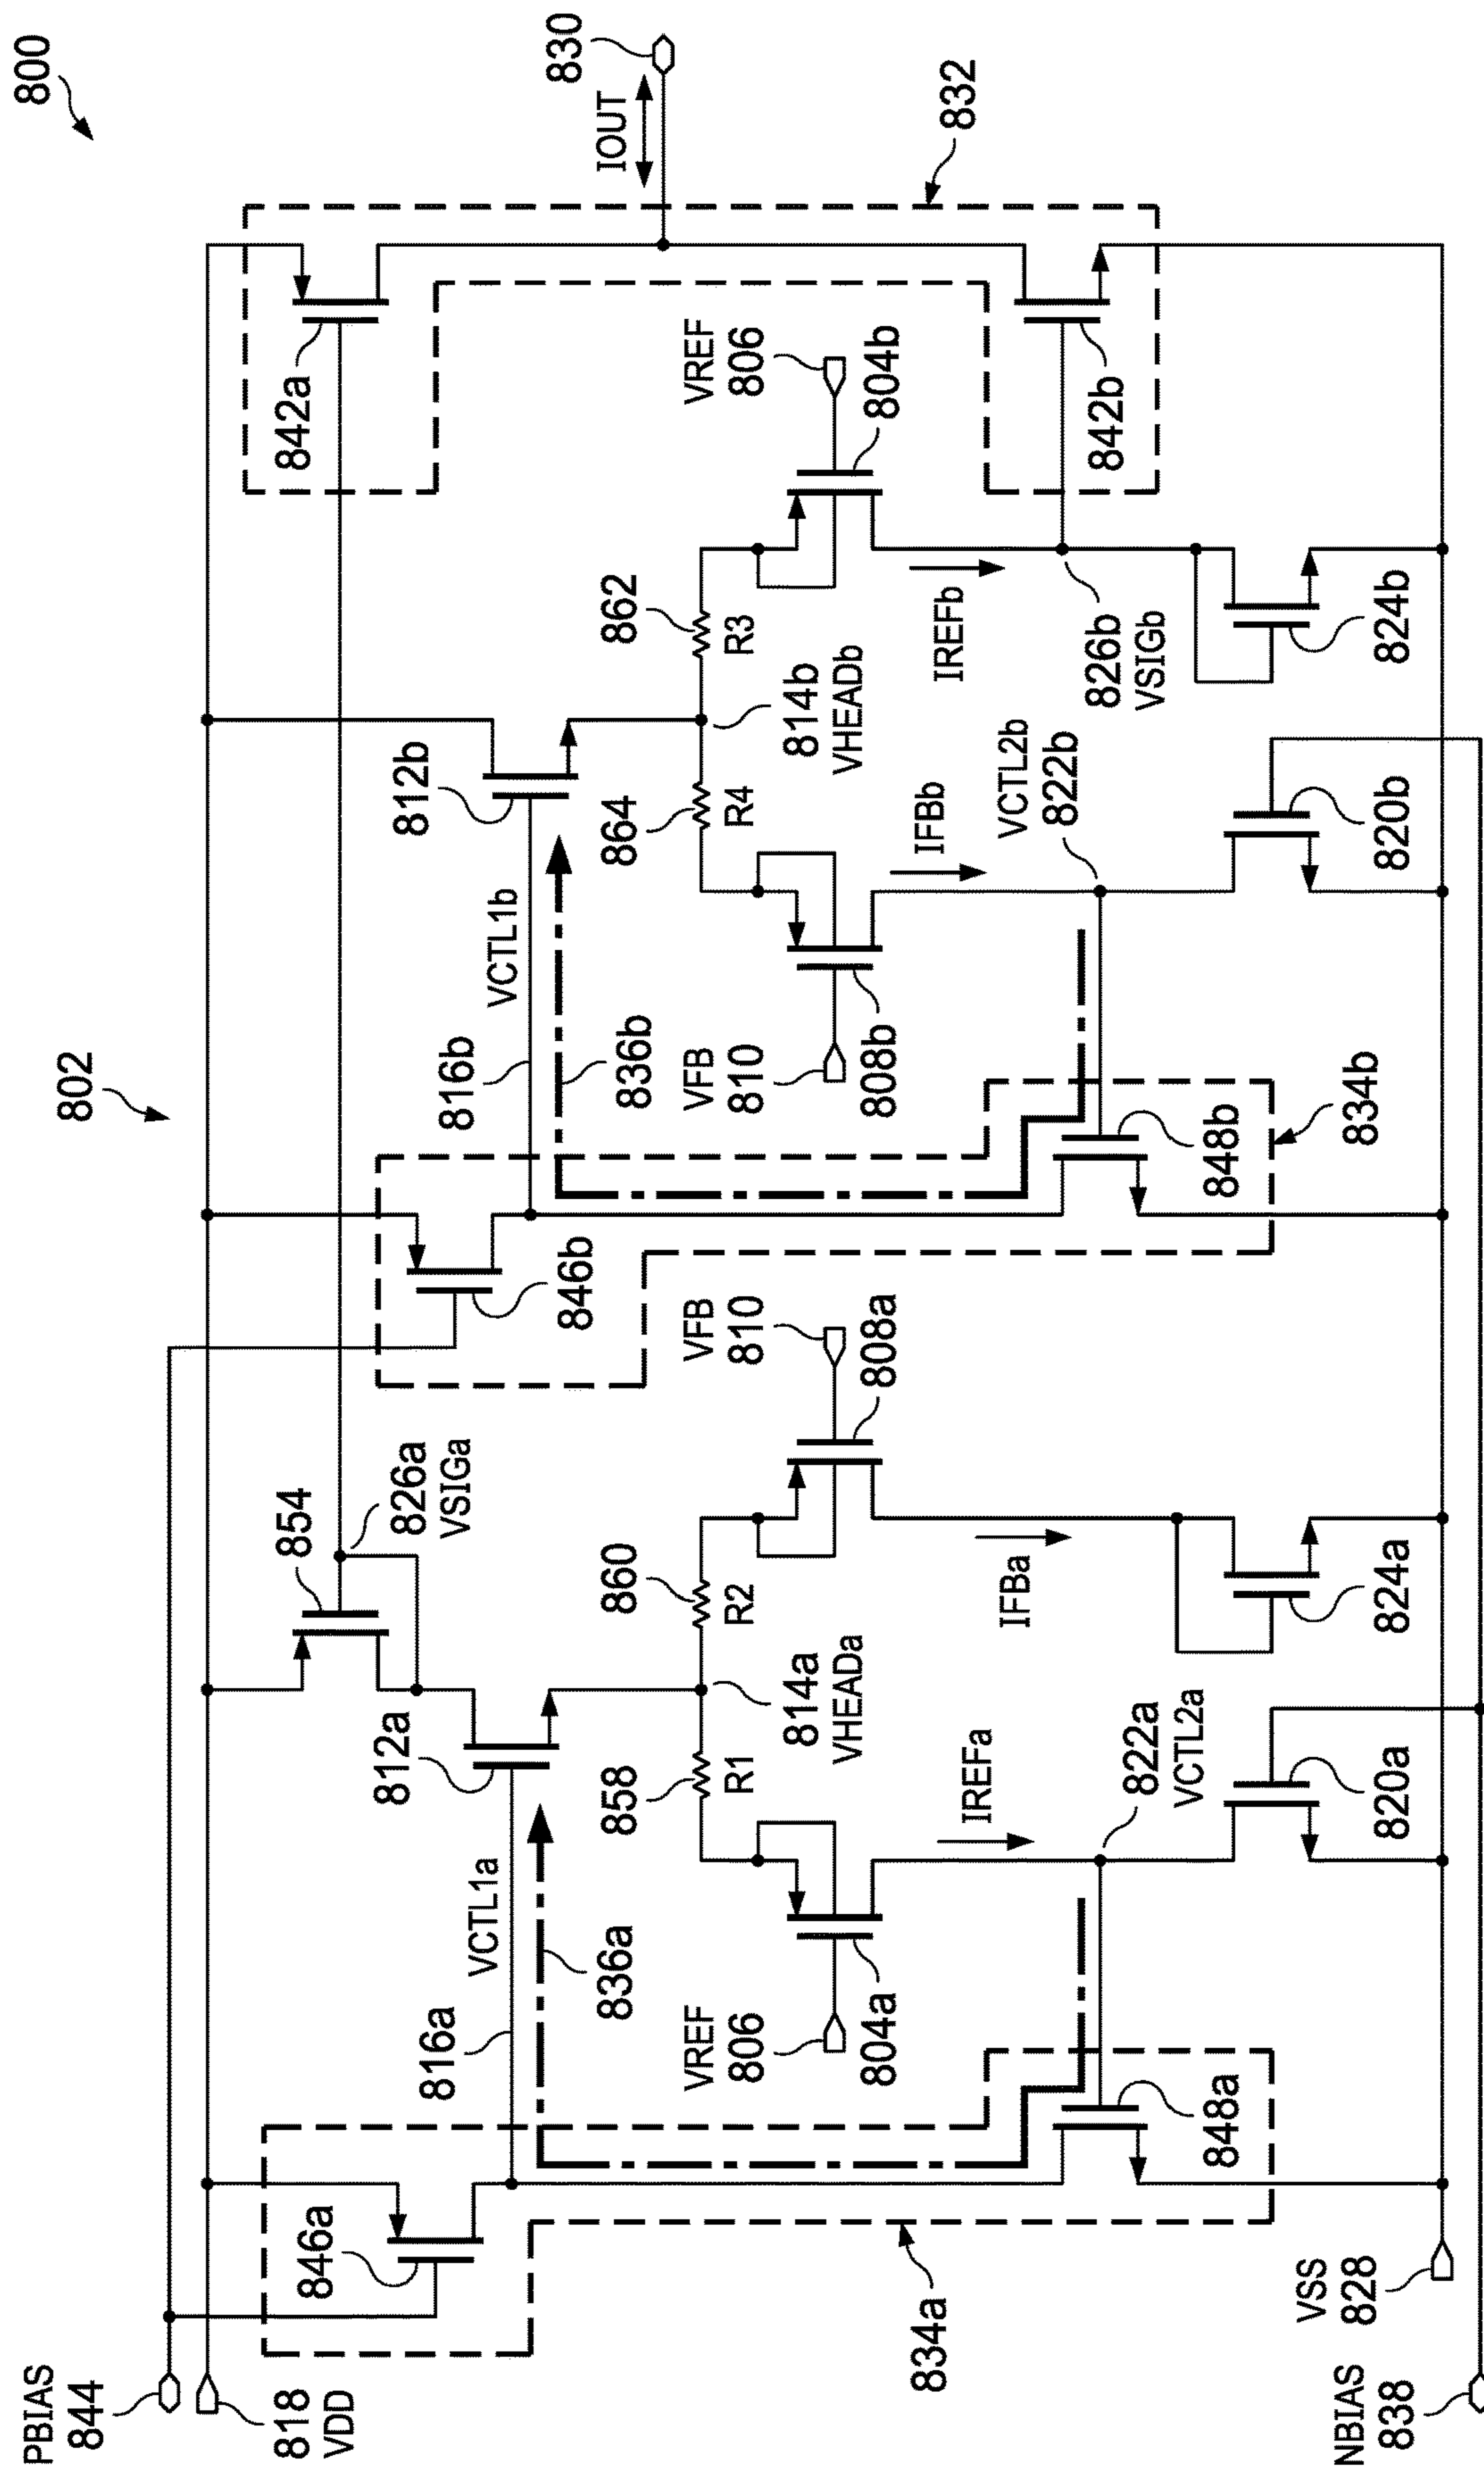 800
802
PBIAS
844
818
VDD
846a
834a
816a
VCTL1a
836a
812a
854
826a
VSIGa
858
R1
814a
VHEADa
860
R2
VREF
806
804a
VFB
810
808a
IREFa
IFBa
822a
VCTL2a
848a
820a
824a
VSS
828
NBIAS
838
846b
816b
VCTL1b
836b
812b
864
R4
814b
VHEADb
862
R3
VFB
810
808b
VREF
806
804b
IFBb
IREFb
VCTL2b
822b
826b
VSIGb
848b
834b
820b
824b
842a
842b
832
IOUT
830